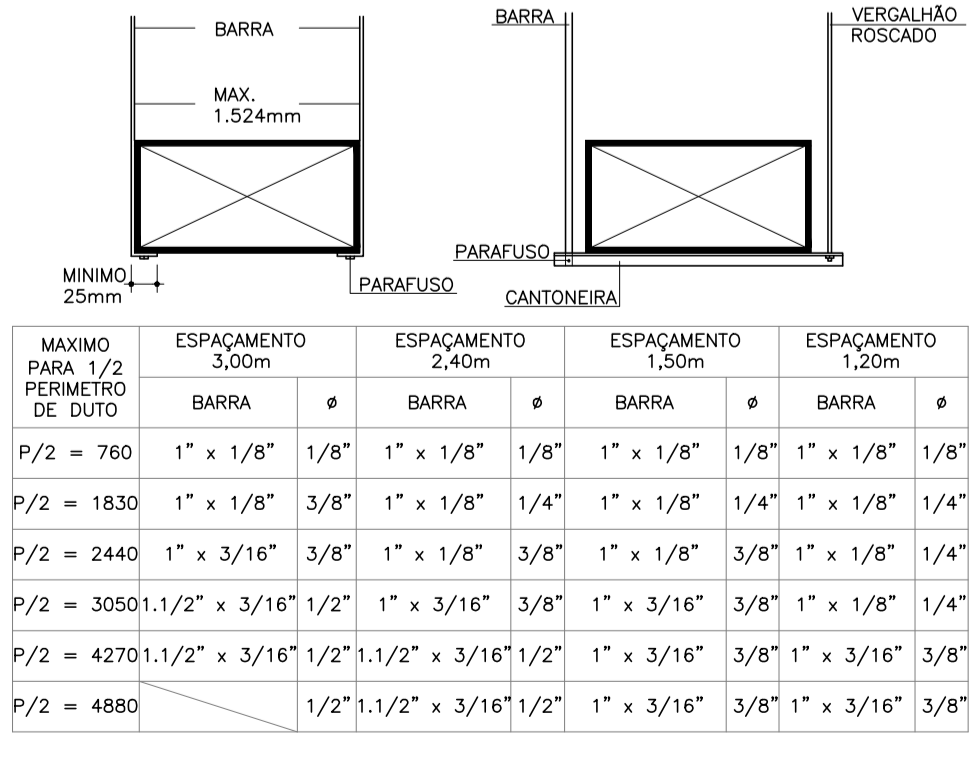 BARRA
MAX.
1.524mm
MINIMO
25mm
PARAFUSO
BARRA
VERGALHÃO
ROSCADO
PARAFUSO
CANTONEIRA
MAXIMO
PARA 1/2
PERIMETRO
DE DUTO
ESPAÇAMENTO
3,00m
ESPAÇAMENTO
2,40m
ESPAÇAMENTO
1,50m
ESPAÇAMENTO
1,20m
BARRA ø BARRA ø BARRA ø BARRA ø
P/2 = 760 1" x 1/8" 1/8" 1" x 1/8" 1/8" 1" x 1/8" 1/8" 1" x 1/8" 1/8"
P/2 = 1830 1" x 1/8" 3/8" 1" x 1/8" 1/4" 1" x 1/8" 1/4" 1" x 1/8" 1/4"
P/2 = 2440 1" x 3/16" 3/8" 1" x 1/8" 3/8" 1" x 1/8" 3/8" 1" x 1/8" 1/4"
P/2 = 3050 1.1/2" x 3/16" 1/2" 1" x 3/16" 3/8" 1" x 3/16" 3/8" 1" x 1/8" 1/4"
P/2 = 4270 1.1/2" x 3/16" 1/2" 1.1/2" x 3/16" 1/2" 1" x 3/16" 3/8" 1" x 3/16" 3/8"
P/2 = 4880 1/2" 1.1/2" x 3/16" 1/2" 1" x 3/16" 3/8" 1" x 3/16" 3/8"